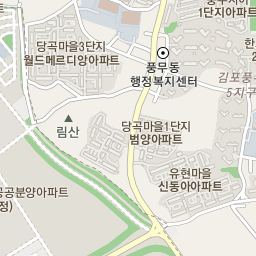 풍무지구
1단지아파트
당곡마을3단지
월드메르디앙아파트
풍무동
행정복지센터
한
김포풍
5지구
림산
당곡마을1단지
범양아파트
유현마을
신동아아파트
공공분양아파트
정)